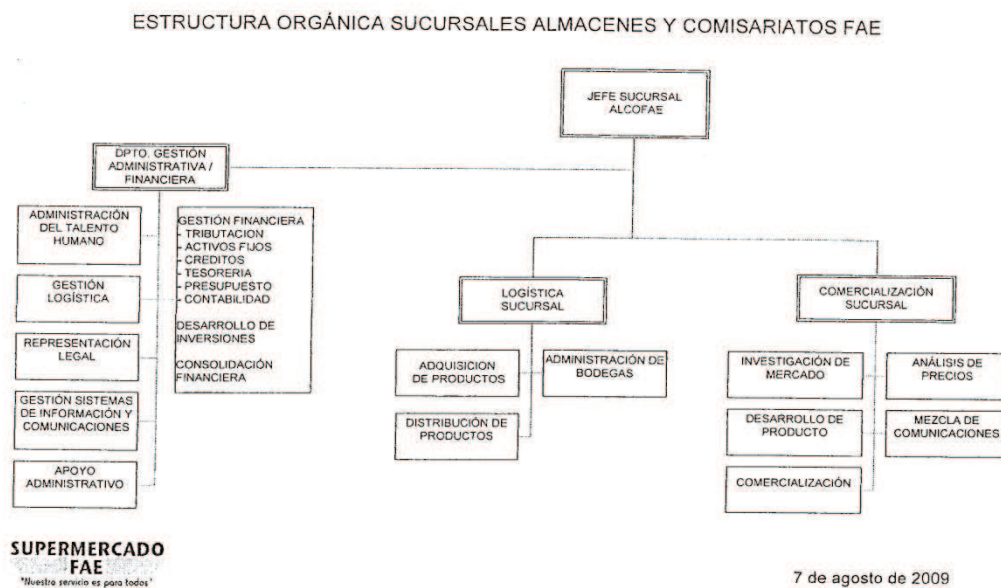 ESTRUCTURA ORGÁNICA SUCURSALES ALMACENES Y COMISARIATOS FAE
JEFE SUCURSAL
ALCOFAE
DPTO. GESTIÓN
ADMINISTRATIVA /
FINANCIERA
ADMINISTRACIÓN
DEL TALENTO
HUMANO
GESTIÓN
LOGÍSTICA
REPRESENTACIÓN
LEGAL
GESTIÓN SISTEMAS
DE INFORMACIÓN Y
COMUNICACIONES
APOYO
ADMINISTRATIVO
GESTIÓN FINANCIERA
- TRIBUTACION
- ACTIVOS FIJOS
- CREDITOS
- TESORERIA
- PRESUPUESTO
- CONTABILIDAD
DESARROLLO DE
INVERSIONES
CONSOLIDACIÓN
FINANCIERA
LOGÍSTICA
SUCURSAL
ADQUISICION
DE PRODUCTOS
ADMINISTRACIÓN DE
BODEGAS
DISTRIBUCIÓN DE
PRODUCTOS
COMERCIALIZACIÓN
SUCURSAL
INVESTIGACIÓN DE
MERCADO
ANÁLISIS DE
PRECIOS
DESARROLLO DE
PRODUCTO
MEZCLA DE
COMUNICACIONES
COMERCIALIZACIÓN
SUPERMERCADO
FAE
"Nuestro servicio es para todos"
7 de agosto de 2009